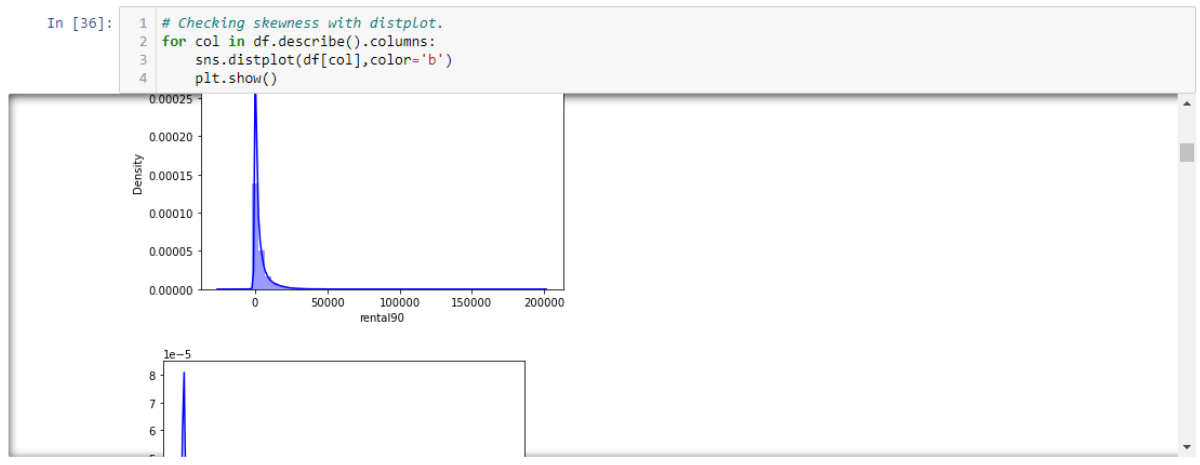 In [36]:
1 # Checking skewness with distplot.
2 for col in df.describe().columns:
3     sns.distplot(df[col],color='b')
4     plt.show()
0.00025
0.00020
0.00015
0.00010
0.00005
0.00000
Density
0 50000 100000 150000 200000
rental90
1e-5
8
7
6